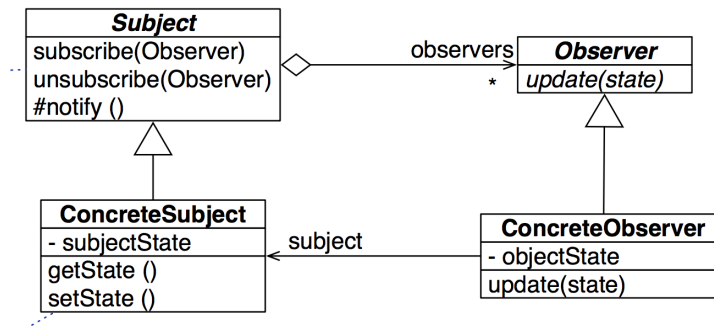 Subject
subscribe(Observer)
unsubscribe(Observer)
#notify ()
observers
*
Observer
update(state)
ConcreteSubject
- subjectState
getState ()
setState ()
subject
ConcreteObserver
- objectState
update(state)